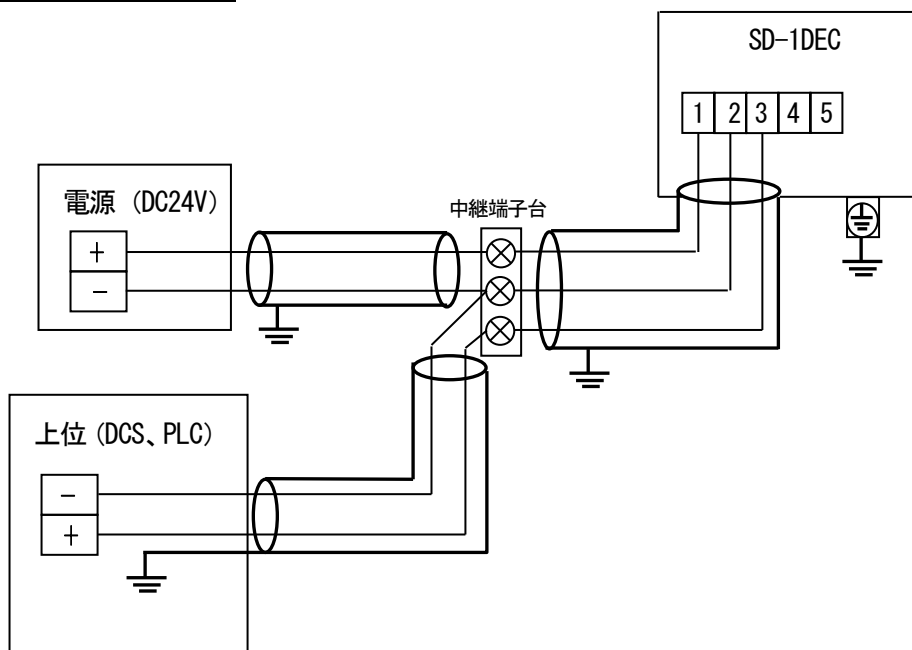 SD-1DEC
1 2 3 4 5
電源 (DC24V)
+
-
中継端子台
上位 (DCS、PLC)
-
+